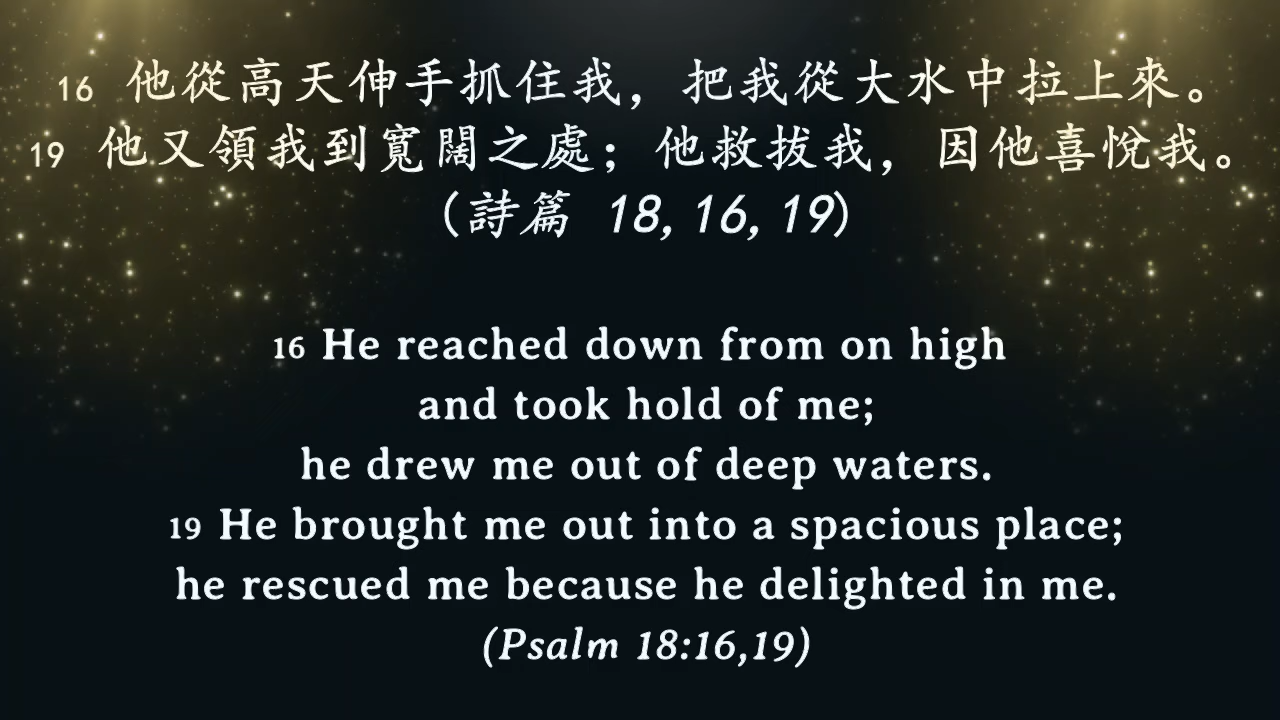 16 他從高天伸手抓住我，把我從大水中拉上來。
19 他又領我到寬闊之處；他救拔我，因他喜悅我。
（詩篇 18, 16, 19）
16 He reached down from on high
and took hold of me;
he drew me out of deep waters.
19 He brought me out into a spacious place;
he rescued me because he delighted in me.
(Psalm 18:16,19)